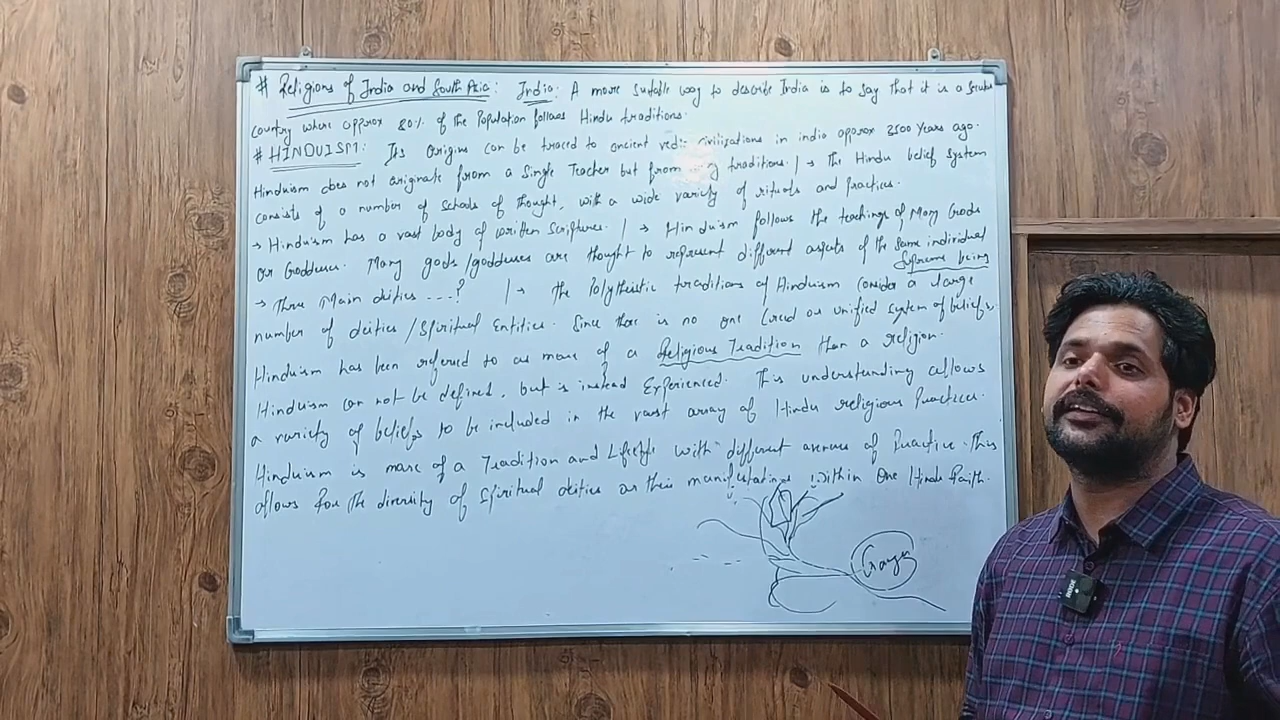 # Religions of India and South Asia: India: A more suitable way to describe India is to say that it is a secular
country where approx 80% of the Population follows Hindu traditions.
# HINDUISM: Its origins can be traced to ancient vedic civilisations in india approx 3500 Years ago.
Hinduism does not originate from a Single Teacher but from many traditions. / → The Hindu belief System
consists of a number of schools of thought, with a wide variety of rituals and Practices.
→ Hinduism has a vast body of written Scriptures. / → Hinduism follows the teachings of Many Gods
or Goddesses. Many gods/goddesses are thought to represent different aspects of the same individual
Supreme being
→ Three Main deities ...? / → The Polytheistic traditions of Hinduism Consider a large
number of deities / Spiritual Entities. Since there is no one Creed or unified System of beliefs.
Hinduism has been referred to as more of a Religious Tradition than a religion.
Hinduism can not be defined, but is instead Experienced. This understanding allows
a variety of beliefs to be included in the vast array of Hindu religious Practices.
Hinduism is more of a Tradition and Lifestyle with different avenues of Practice. This
allows for the diversity of Spiritual deities or their manifestations within One Hindu Faith.
Ganges
RODE